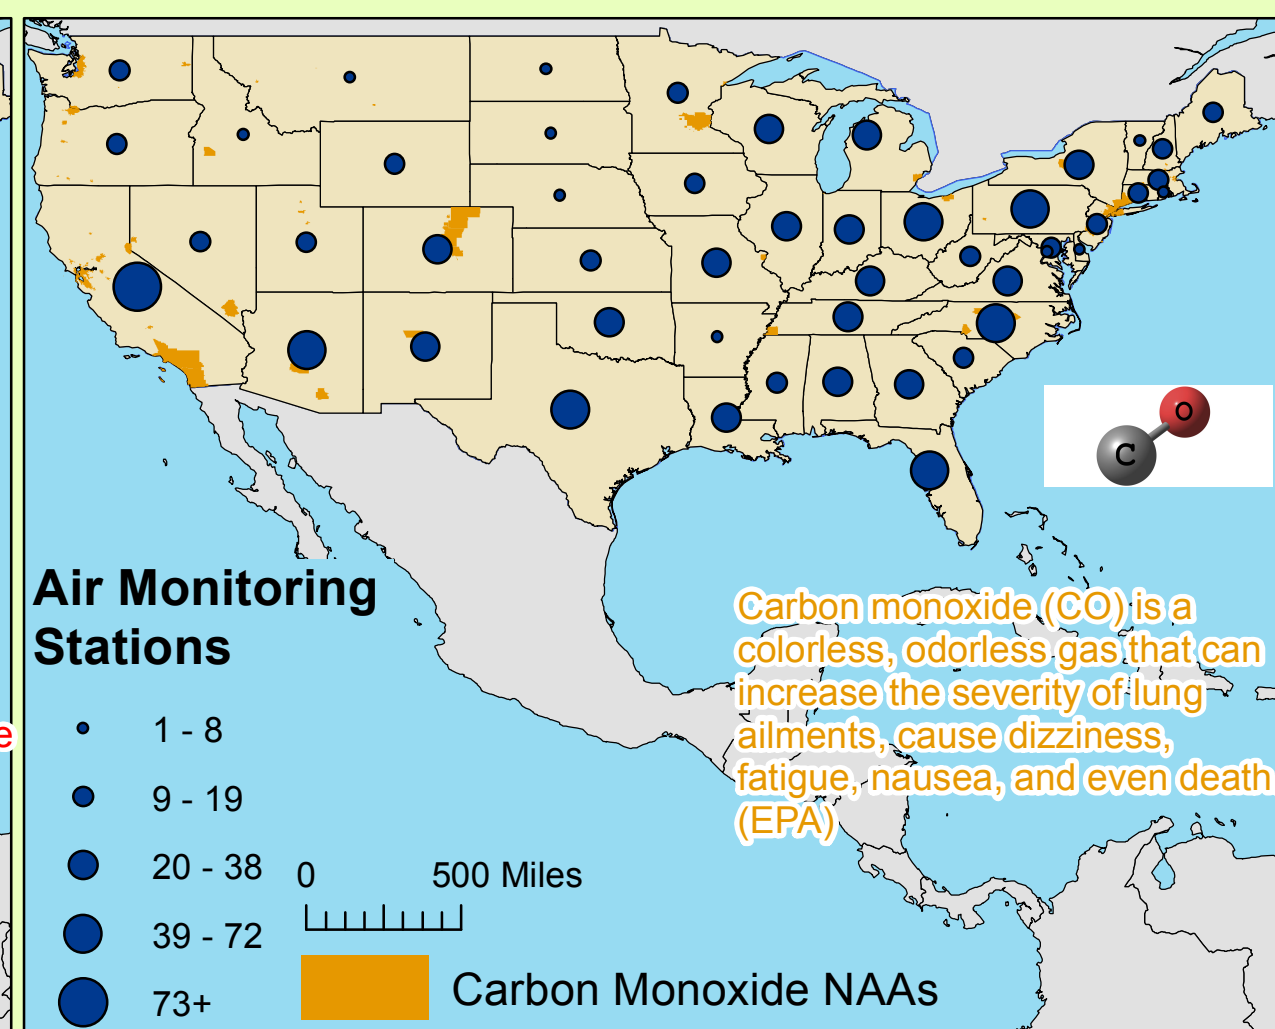 C
O
Air Monitoring
Stations
1 - 8
9 - 19
20 - 38
39 - 72
73+
0 500 Miles
Carbon Monoxide NAAs
Carbon monoxide (CO) is a
colorless, odorless gas that can
increase the severity of lung
ailments, cause dizziness,
fatigue, nausea, and even death
(EPA)
e